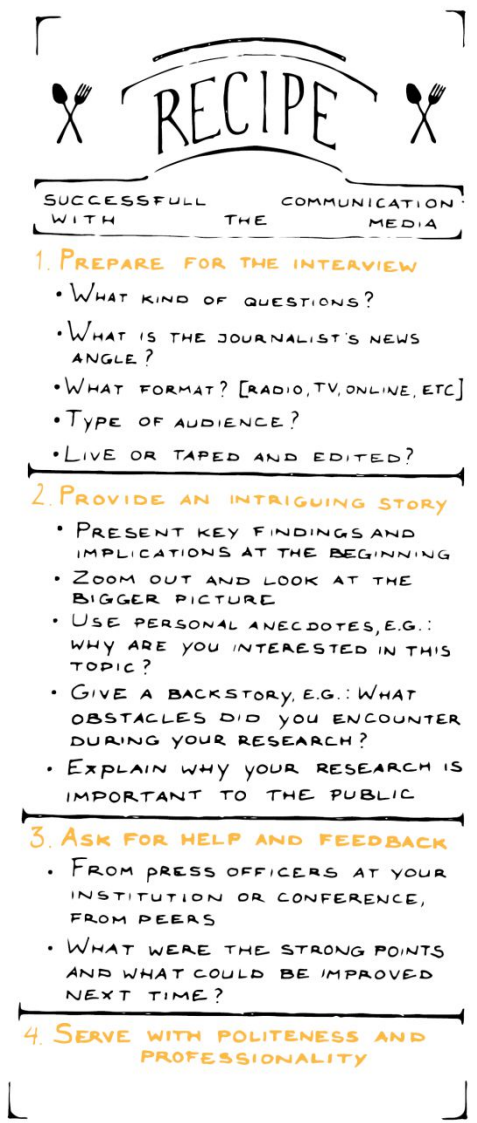 RECIPE
SUCCESSFULL COMMUNICATION
WITH THE MEDIA
1. PREPARE FOR THE INTERVIEW
• WHAT KIND OF QUESTIONS?
• WHAT IS THE JOURNALIST'S NEWS
ANGLE?
• WHAT FORMAT? [RADIO, TV, ONLINE, ETC]
• TYPE OF AUDIENCE?
• LIVE OR TAPED AND EDITED?
2. PROVIDE AN INTRIGUING STORY
• PRESENT KEY FINDINGS AND
IMPLICATIONS AT THE BEGINNING
• ZOOM OUT AND LOOK AT THE
BIGGER PICTURE
• USE PERSONAL ANECDOTES, E.G.:
WHY ARE YOU INTERESTED IN THIS
TOPIC?
• GIVE A BACKSTORY, E.G.: WHAT
OBSTACLES DID YOU ENCOUNTER
DURING YOUR RESEARCH?
• EXPLAIN WHY YOUR RESEARCH IS
IMPORTANT TO THE PUBLIC
3. ASK FOR HELP AND FEEDBACK
• FROM PRESS OFFICERS AT YOUR
INSTITUTION OR CONFERENCE,
FROM PEERS
• WHAT WERE THE STRONG POINTS
AND WHAT COULD BE IMPROVED
NEXT TIME?
4. SERVE WITH POLITENESS AND
PROFESSIONALITY